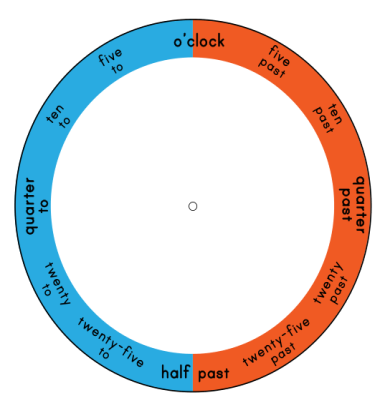 o'clock
five
past
ten
past
quarter
past
twenty
past
twenty-five
past
half past
twenty-five
to
twenty
to
quarter
to
ten
to
five
to